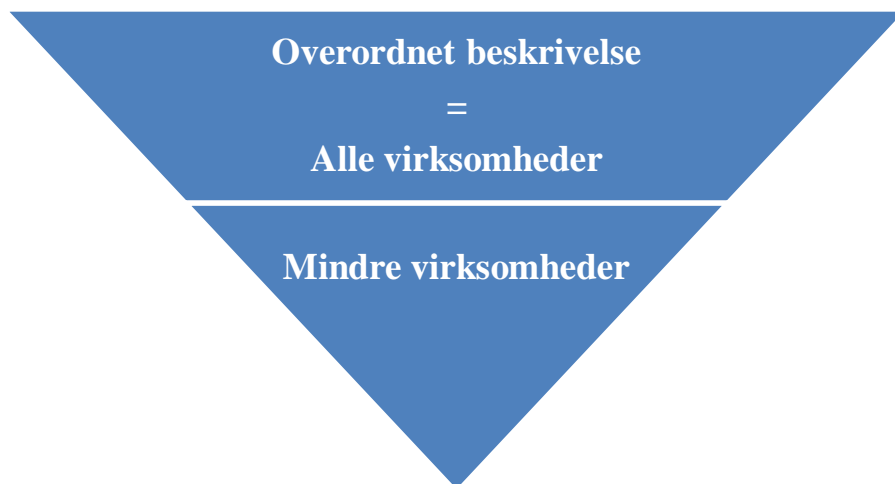 Overordnet beskrivelse
=
Alle virksomheder
Mindre virksomheder